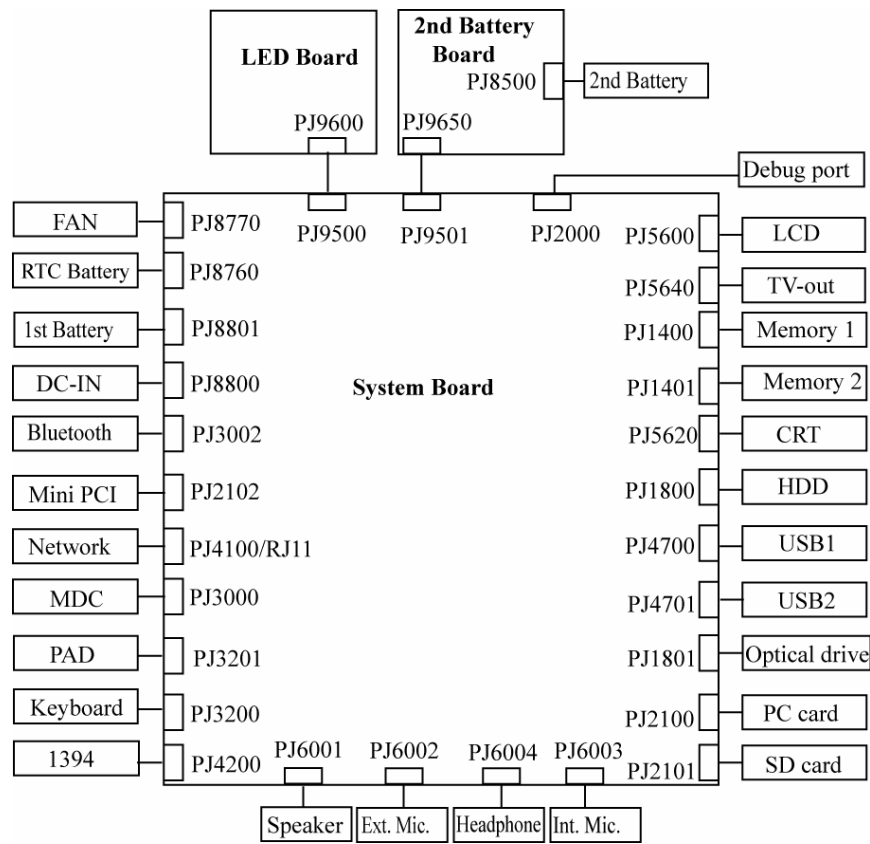 LED Board
2nd Battery
Board
PJ8500
2nd Battery
PJ9600
PJ9650
Debug port
PJ9500
PJ9501
PJ2000
FAN
PJ8770
PJ5600
LCD
RTC Battery
PJ8760
PJ5640
TV-out
1st Battery
PJ8801
PJ1400
Memory 1
DC-IN
PJ8800
System Board
PJ1401
Memory 2
Bluetooth
PJ3002
PJ5620
CRT
Mini PCI
PJ2102
PJ1800
HDD
Network
PJ4100/RJ11
PJ4700
USB1
MDC
PJ3000
PJ4701
USB2
PAD
PJ3201
PJ1801
Optical drive
Keyboard
PJ3200
PJ2100
PC card
1394
PJ4200
PJ6001
PJ6002
PJ6004
PJ6003
PJ2101
SD card
Speaker
Ext. Mic.
Headphone
Int. Mic.